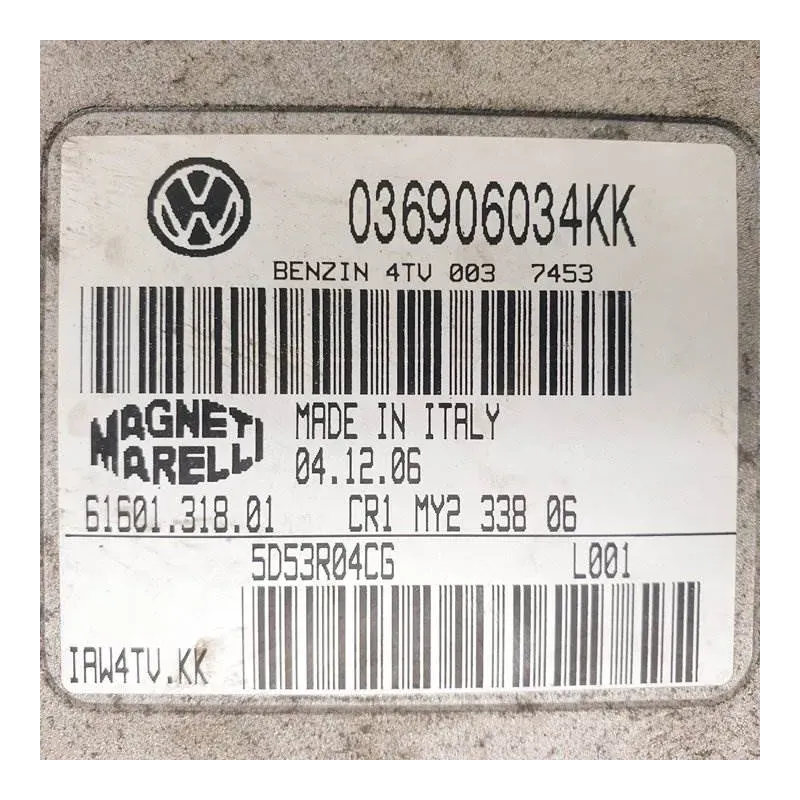 036906034KK
BENZIN 4TV 003 7453
MAGNETI MARELLI
MADE IN ITALY
04.12.06
61601.318.01 CR1 MY2 338 06
5D53R04CG L001
IAW4TV.KK